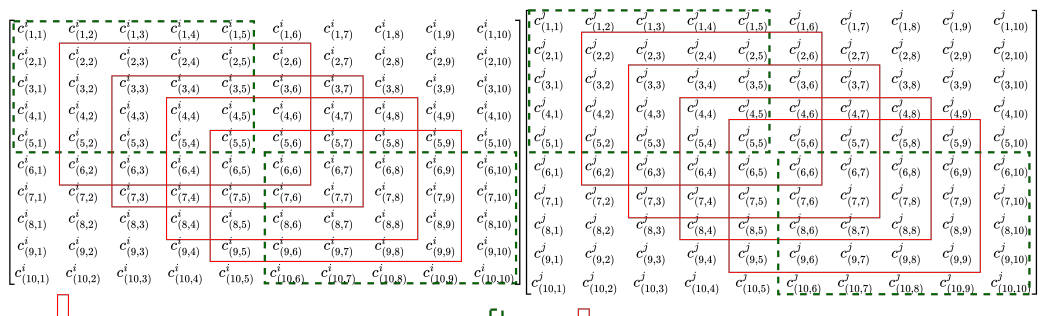 c^i_{(1,1)} c^i_{(1,2)} c^i_{(1,3)} c^i_{(1,4)} c^i_{(1,5)} c^i_{(1,6)} c^i_{(1,7)} c^i_{(1,8)} c^i_{(1,9)} c^i_{(1,10)}
c^i_{(2,1)} c^i_{(2,2)} c^i_{(2,3)} c^i_{(2,4)} c^i_{(2,5)} c^i_{(2,6)} c^i_{(2,7)} c^i_{(2,8)} c^i_{(2,9)} c^i_{(2,10)}
c^i_{(3,1)} c^i_{(3,2)} c^i_{(3,3)} c^i_{(3,4)} c^i_{(3,5)} c^i_{(3,6)} c^i_{(3,7)} c^i_{(3,8)} c^i_{(3,9)} c^i_{(3,10)}
c^i_{(4,1)} c^i_{(4,2)} c^i_{(4,3)} c^i_{(4,4)} c^i_{(4,5)} c^i_{(4,6)} c^i_{(4,7)} c^i_{(4,8)} c^i_{(4,9)} c^i_{(4,10)}
c^i_{(5,1)} c^i_{(5,2)} c^i_{(5,3)} c^i_{(5,4)} c^i_{(5,5)} c^i_{(5,6)} c^i_{(5,7)} c^i_{(5,8)} c^i_{(5,9)} c^i_{(5,10)}
c^i_{(6,1)} c^i_{(6,2)} c^i_{(6,3)} c^i_{(6,4)} c^i_{(6,5)} c^i_{(6,6)} c^i_{(6,7)} c^i_{(6,8)} c^i_{(6,9)} c^i_{(6,10)}
c^i_{(7,1)} c^i_{(7,2)} c^i_{(7,3)} c^i_{(7,4)} c^i_{(7,5)} c^i_{(7,6)} c^i_{(7,7)} c^i_{(7,8)} c^i_{(7,9)} c^i_{(7,10)}
c^i_{(8,1)} c^i_{(8,2)} c^i_{(8,3)} c^i_{(8,4)} c^i_{(8,5)} c^i_{(8,6)} c^i_{(8,7)} c^i_{(8,8)} c^i_{(8,9)} c^i_{(8,10)}
c^i_{(9,1)} c^i_{(9,2)} c^i_{(9,3)} c^i_{(9,4)} c^i_{(9,5)} c^i_{(9,6)} c^i_{(9,7)} c^i_{(9,8)} c^i_{(9,9)} c^i_{(9,10)}
c^i_{(10,1)} c^i_{(10,2)} c^i_{(10,3)} c^i_{(10,4)} c^i_{(10,5)} c^i_{(10,6)} c^i_{(10,7)} c^i_{(10,8)} c^i_{(10,9)} c^i_{(10,10)}
c^j_{(1,1)} c^j_{(1,2)} c^j_{(1,3)} c^j_{(1,4)} c^j_{(1,5)} c^j_{(1,6)} c^j_{(1,7)} c^j_{(1,8)} c^j_{(1,9)} c^j_{(1,10)}
c^j_{(2,1)} c^j_{(2,2)} c^j_{(2,3)} c^j_{(2,4)} c^j_{(2,5)} c^j_{(2,6)} c^j_{(2,7)} c^j_{(2,8)} c^j_{(2,9)} c^j_{(2,10)}
c^j_{(3,1)} c^j_{(3,2)} c^j_{(3,3)} c^j_{(3,4)} c^j_{(3,5)} c^j_{(3,6)} c^j_{(3,7)} c^j_{(3,8)} c^j_{(3,9)} c^j_{(3,10)}
c^j_{(4,1)} c^j_{(4,2)} c^j_{(4,3)} c^j_{(4,4)} c^j_{(4,5)} c^j_{(4,6)} c^j_{(4,7)} c^j_{(4,8)} c^j_{(4,9)} c^j_{(4,10)}
c^j_{(5,1)} c^j_{(5,2)} c^j_{(5,3)} c^j_{(5,4)} c^j_{(5,5)} c^j_{(5,6)} c^j_{(5,7)} c^j_{(5,8)} c^j_{(5,9)} c^j_{(5,10)}
c^j_{(6,1)} c^j_{(6,2)} c^j_{(6,3)} c^j_{(6,4)} c^j_{(6,5)} c^j_{(6,6)} c^j_{(6,7)} c^j_{(6,8)} c^j_{(6,9)} c^j_{(6,10)}
c^j_{(7,1)} c^j_{(7,2)} c^j_{(7,3)} c^j_{(7,4)} c^j_{(7,5)} c^j_{(7,6)} c^j_{(7,7)} c^j_{(7,8)} c^j_{(7,9)} c^j_{(7,10)}
c^j_{(8,1)} c^j_{(8,2)} c^j_{(8,3)} c^j_{(8,4)} c^j_{(8,5)} c^j_{(8,6)} c^j_{(8,7)} c^j_{(8,8)} c^j_{(8,9)} c^j_{(8,10)}
c^j_{(9,1)} c^j_{(9,2)} c^j_{(9,3)} c^j_{(9,4)} c^j_{(9,5)} c^j_{(9,6)} c^j_{(9,7)} c^j_{(9,8)} c^j_{(9,9)} c^j_{(9,10)}
c^j_{(10,1)} c^j_{(10,2)} c^j_{(10,3)} c^j_{(10,4)} c^j_{(10,5)} c^j_{(10,6)} c^j_{(10,7)} c^j_{(10,8)} c^j_{(10,9)} c^j_{(10,10)}